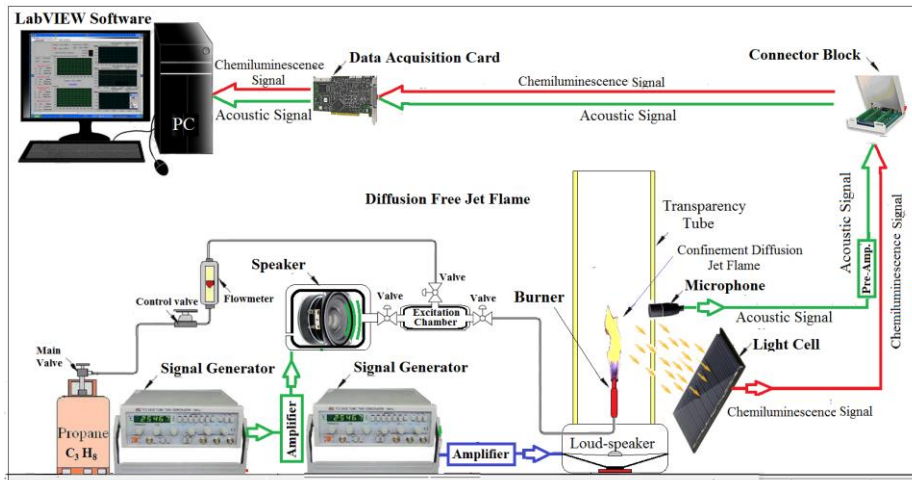 LabVIEW Software
Data Acquisition Card
Connector Block
Chemiluminescence
Signal
Chemiluminescence Signal
PC
Acoustic Signal
Acoustic Signal
Diffusion Free Jet Flame
Transparency
Tube
Acoustic Signal
Chemiluminescence Signal
Pre-Amp.
Confinement Diffusion
Jet Flame
Speaker
Microphone
Flowmeter
Control valve
Valve
Valve
Valve
Burner
Excitation
Chamber
Acoustic Signal
Light Cell
Main
Valve
Signal Generator
Signal Generator
Chemiluminescence Signal
Propane
C3 H8
Amplifier
Amplifier
Loud-speaker